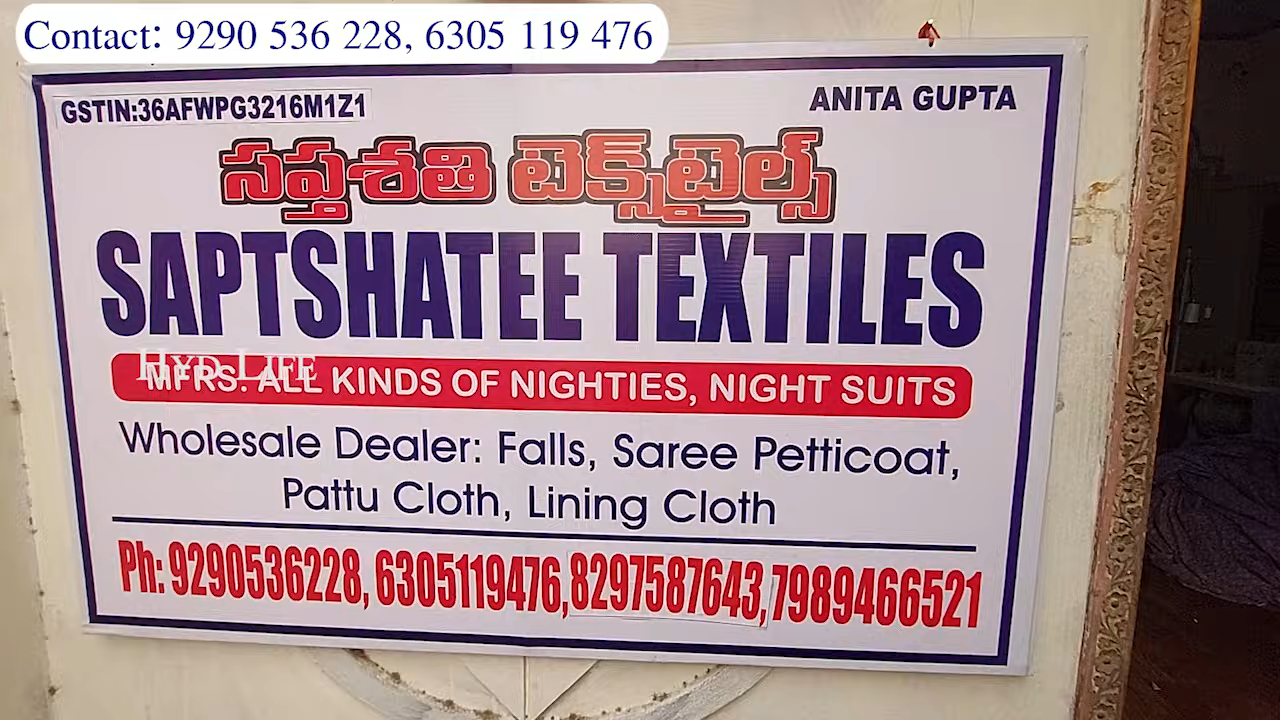 Contact: 9290 536 228, 6305 119 476
GSTIN:36AFWPG3216M1Z1
ANITA GUPTA
సప్తశతి టెక్స్‌టైల్స్
SAPTSHATEE TEXTILES
HYD LIFE
MFRS. ALL KINDS OF NIGHTIES, NIGHT SUITS
Wholesale Dealer: Falls, Saree Petticoat,
Pattu Cloth, Lining Cloth
Ph: 9290536228, 6305119476,8297587643,7989466521